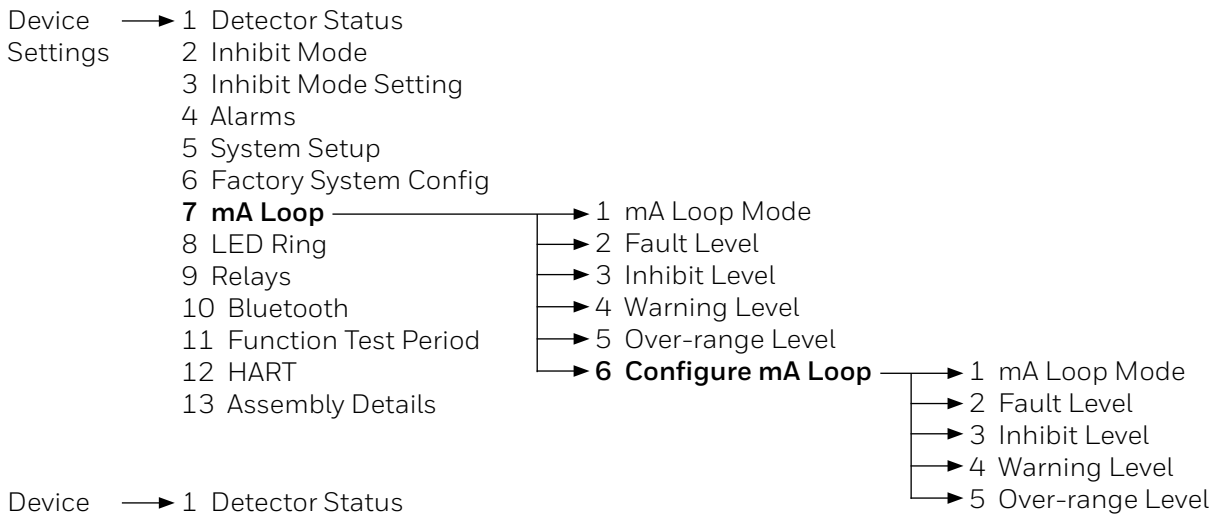 Device
Settings
1 Detector Status
2 Inhibit Mode
3 Inhibit Mode Setting
4 Alarms
5 System Setup
6 Factory System Config
7 mA Loop
8 LED Ring
9 Relays
10 Bluetooth
11 Function Test Period
12 HART
13 Assembly Details
1 mA Loop Mode
2 Fault Level
3 Inhibit Level
4 Warning Level
5 Over-range Level
6 Configure mA Loop
1 mA Loop Mode
2 Fault Level
3 Inhibit Level
4 Warning Level
5 Over-range Level
Device
1 Detector Status